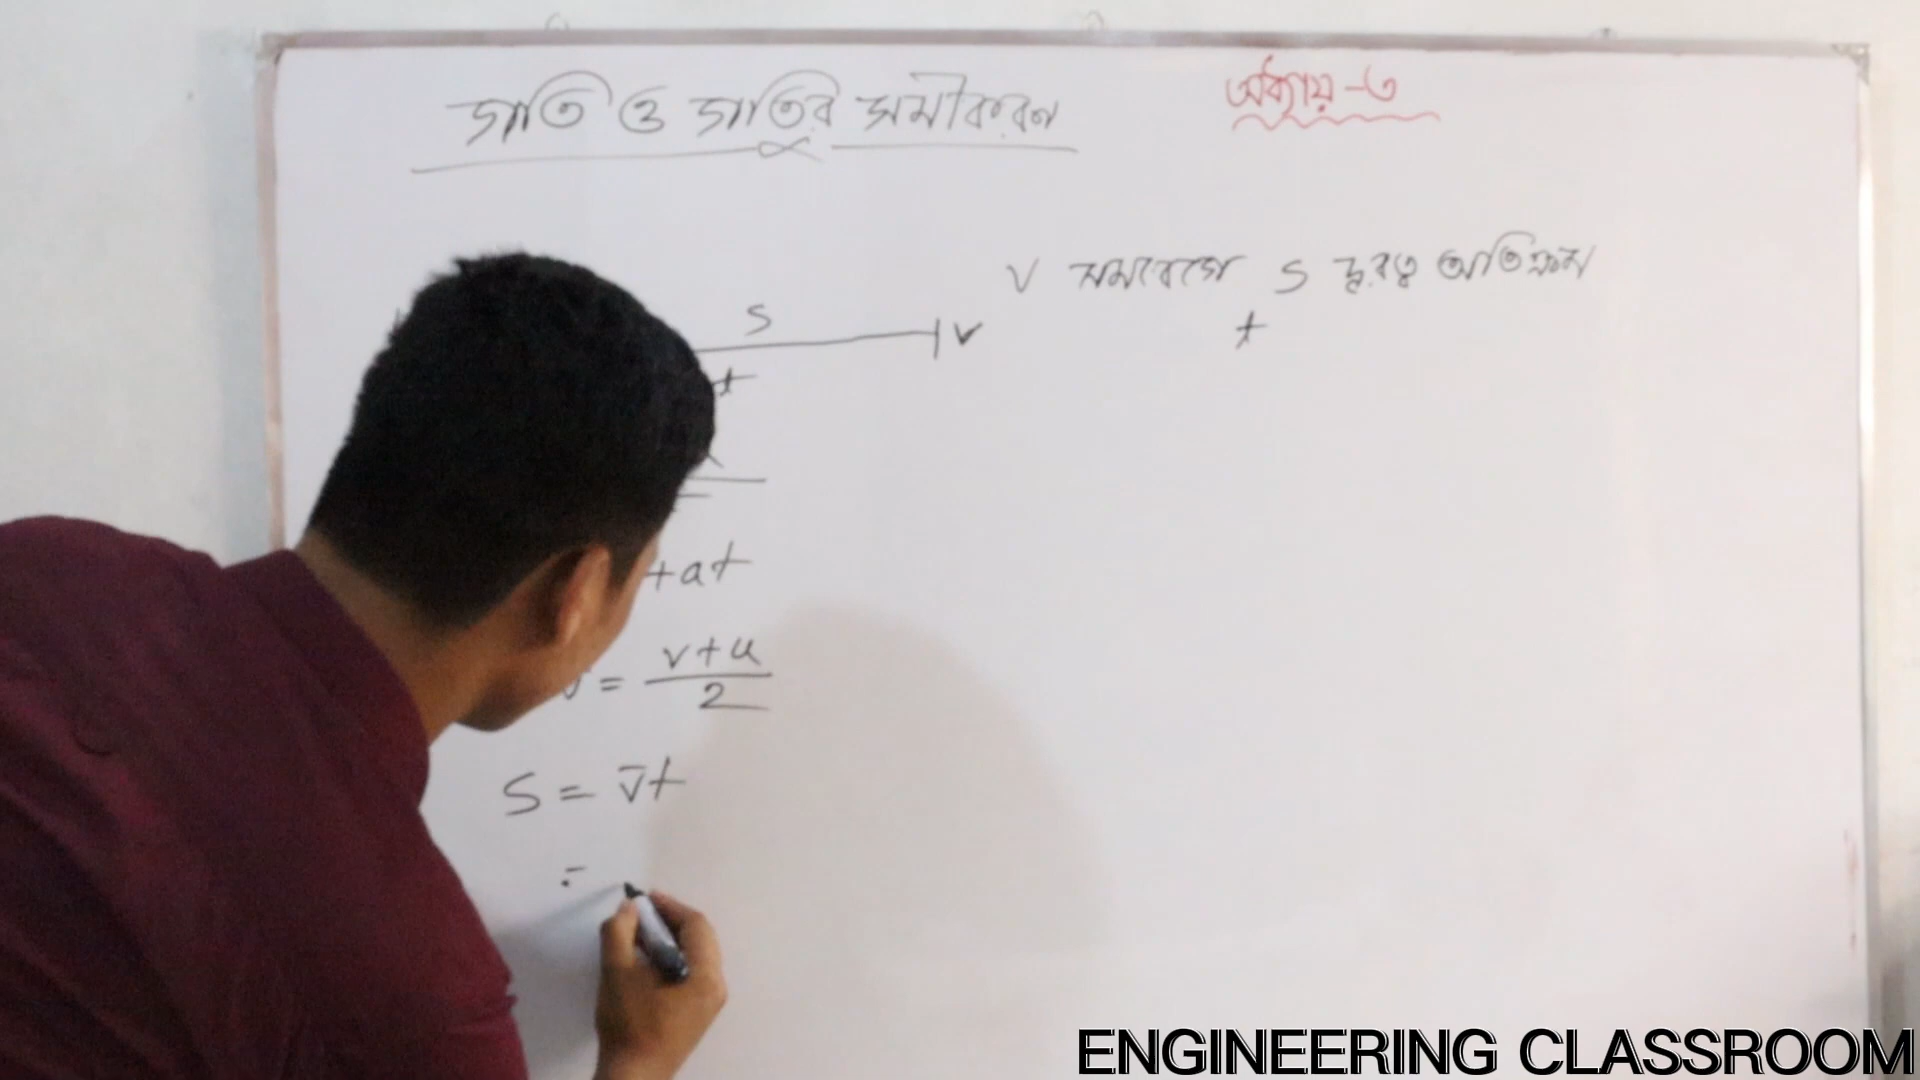 গতি ও গতির সমীকরণ
অধ্যায়-৩
v সমবেগে s দূরত্ব অতিক্রম
t
s
v
t
+at
v̄ = (v+u)/2
S = v̄t
=
ENGINEERING CLASSROOM